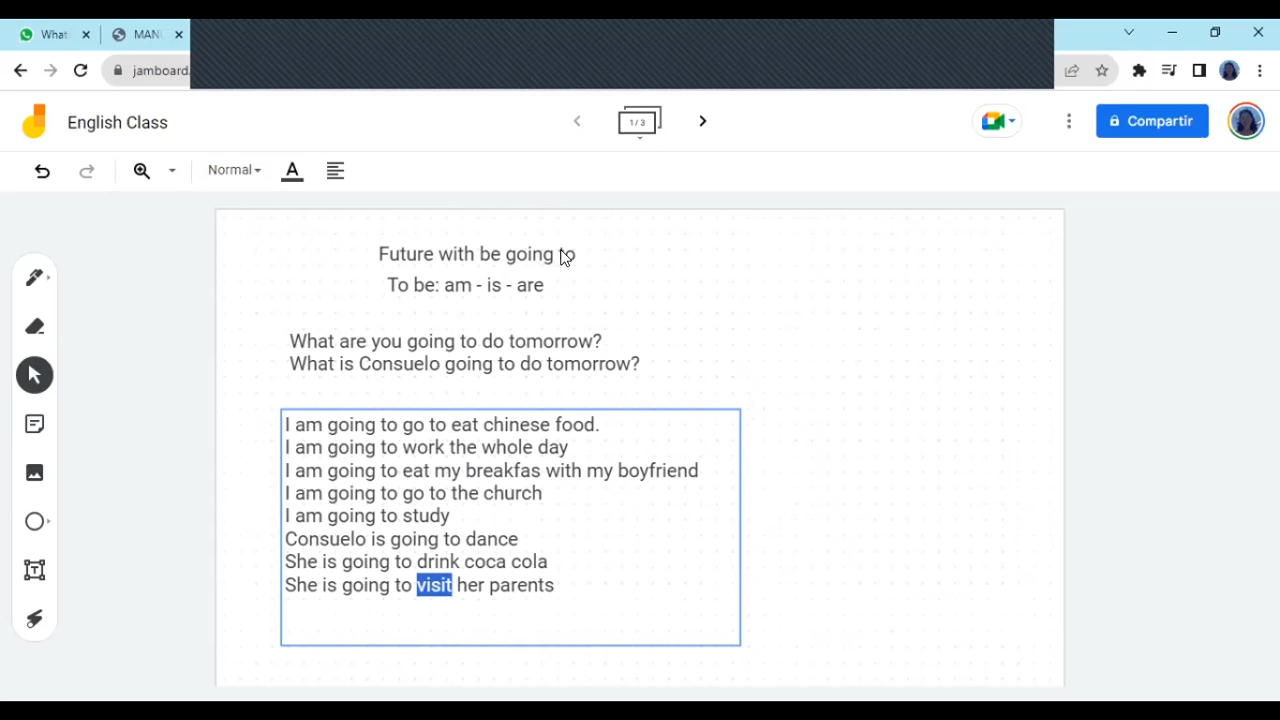 What
MAN
jamboard.
English Class
1/3
Compartir
Normal
A
Future with be going to
To be: am - is - are
What are you going to do tomorrow?
What is Consuelo going to do tomorrow?
I am going to go to eat chinese food.
I am going to work the whole day
I am going to eat my breakfas with my boyfriend
I am going to go to the church
I am going to study
Consuelo is going to dance
She is going to drink coca cola
She is going to visit her parents